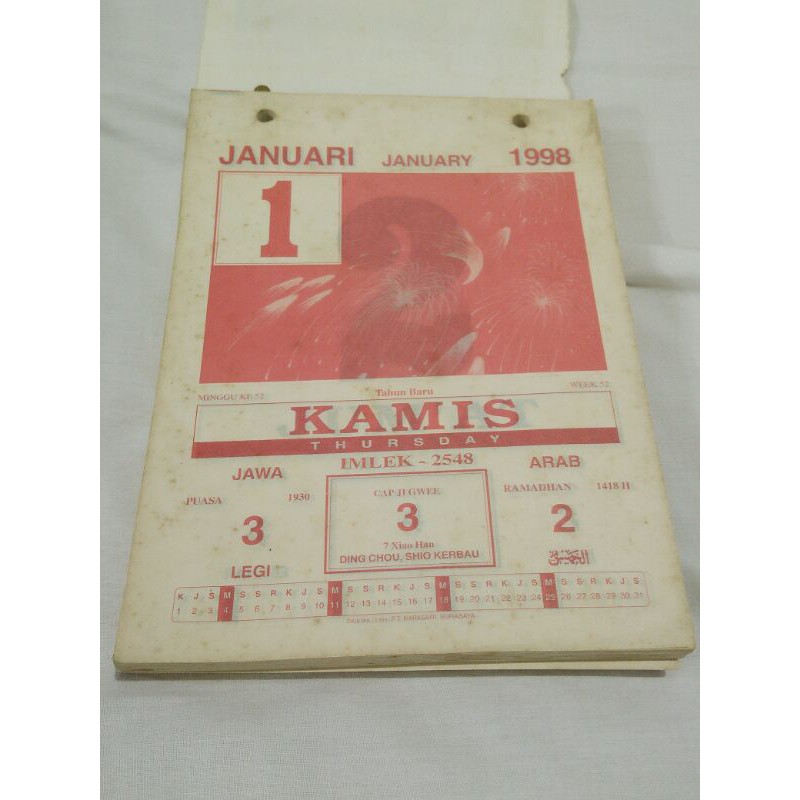 JANUARI JANUARY 1998
1
MINGGU KE 52 Tahun Baru WEEK 52
KAMIS
THURSDAY
IMLEK - 2548
JAWA
PUASA 1930
3
LEGI
CAP JI GWEE
3
7 Xiao Han
DING CHOU, SHIO KERBAU
ARAB
RAMADHAN 1418 H
2
K J S M S S R K J S M S S R K J S M S S R K J S M S S R K J S
1 2 3 4 5 6 7 8 9 10 11 12 13 14 15 16 17 18 19 20 21 22 23 24 25 26 27 28 29 30 31
SURABAYA